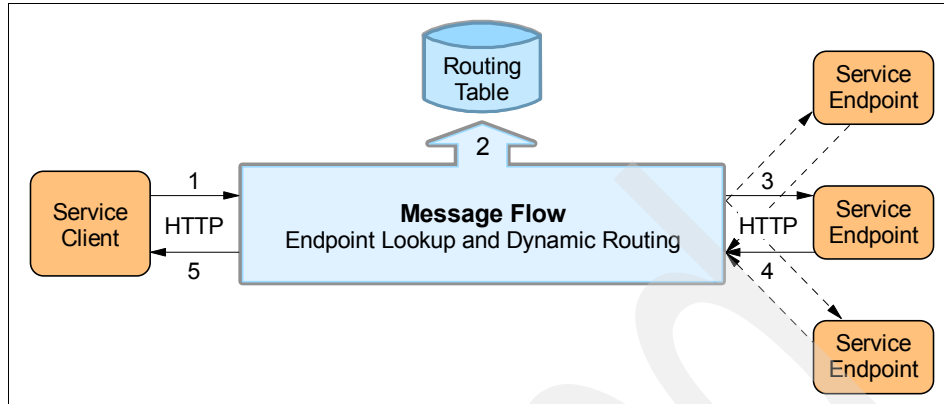 Routing
Table
2
Service
Client
1
HTTP
5
Message Flow
Endpoint Lookup and Dynamic Routing
3
HTTP
4
Service
Endpoint
Service
Endpoint
Service
Endpoint